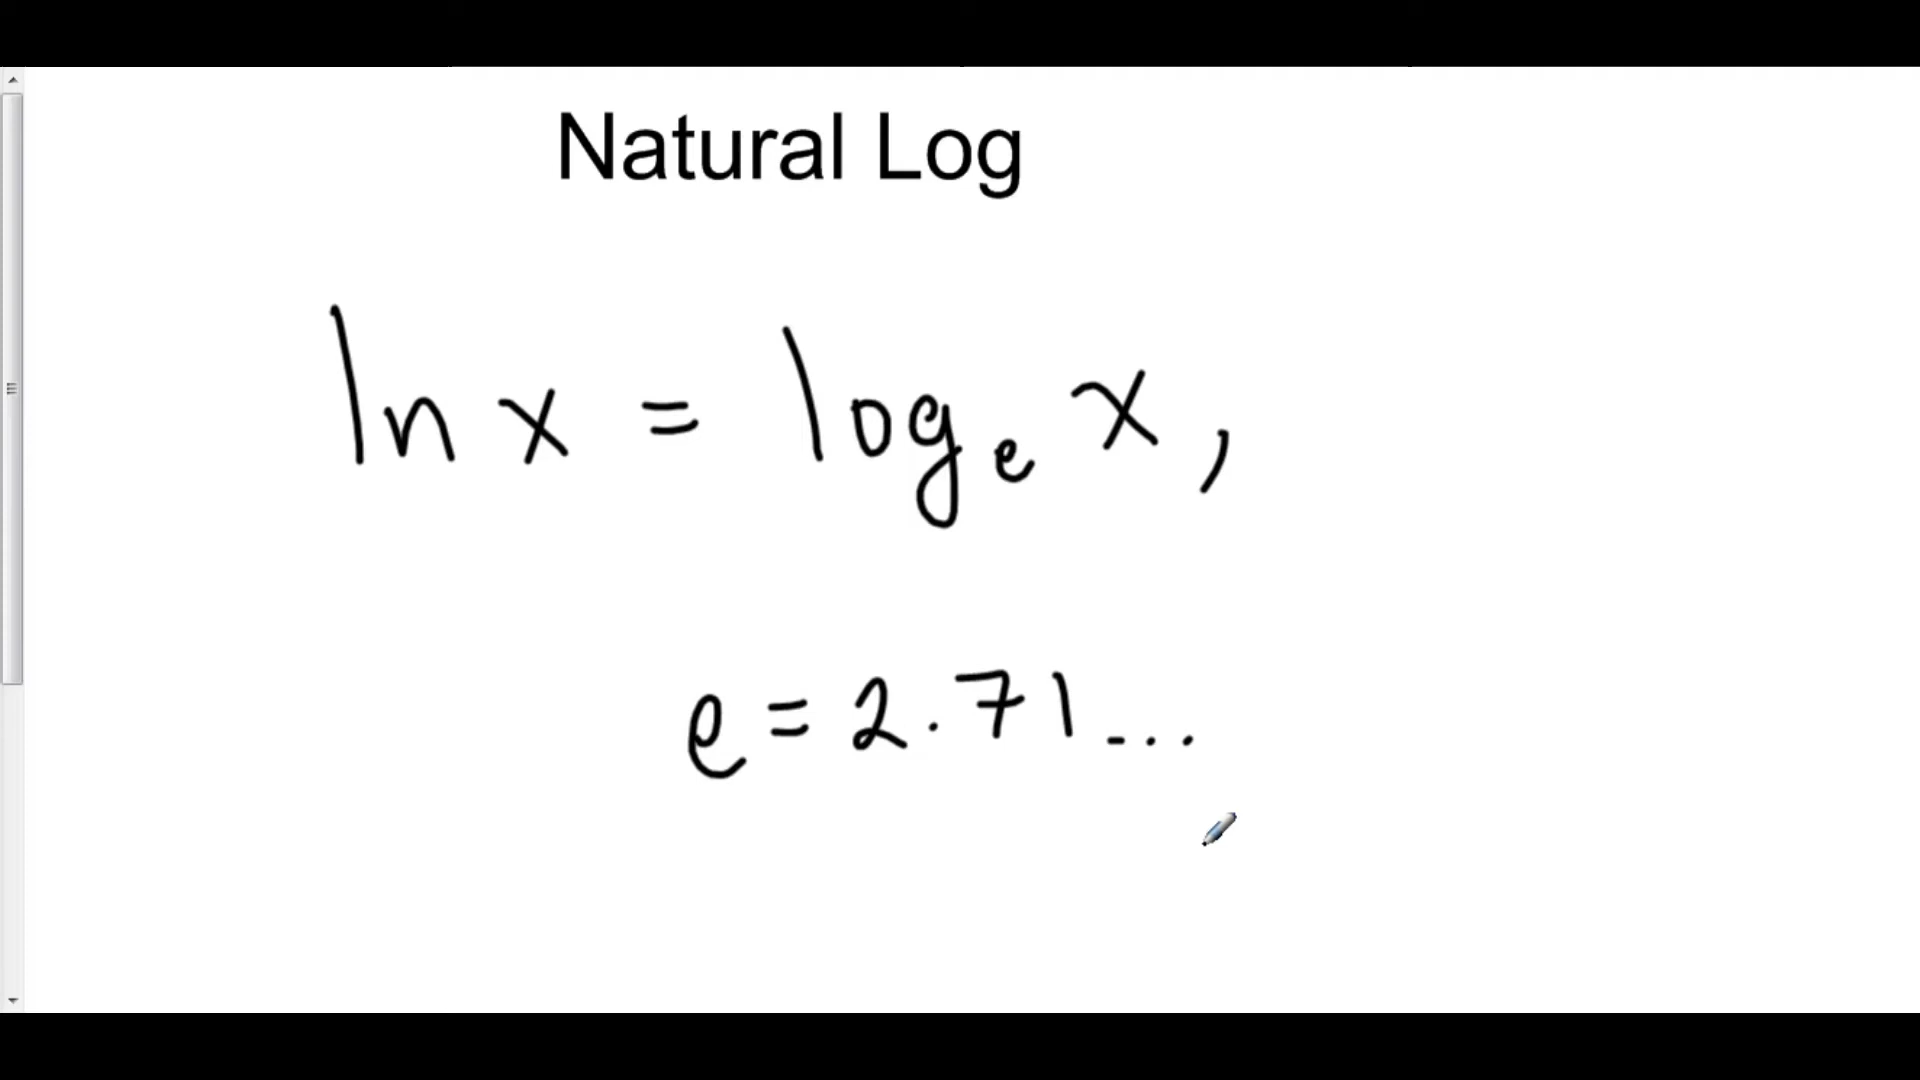 Natural Log
ln x = logₑ x,
e = 2.71...